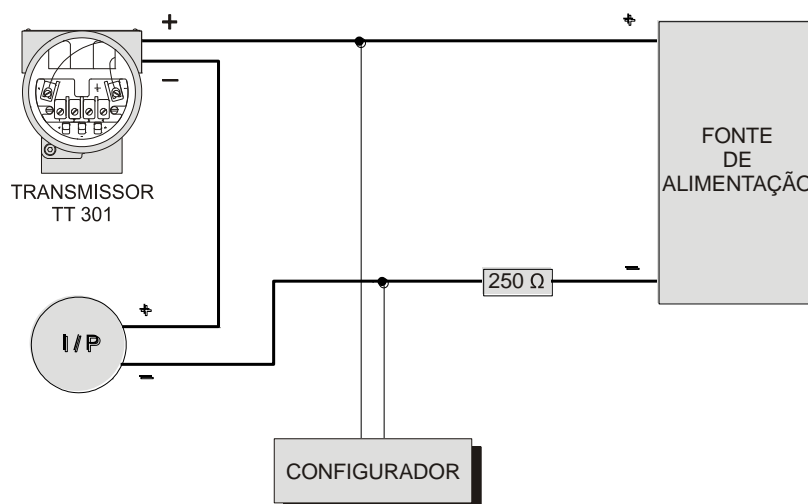 +
+
−
TRANSMISSOR
TT 301
FONTE
DE
ALIMENTAÇÃO
250 Ω
−
+
I/P
−
CONFIGURADOR